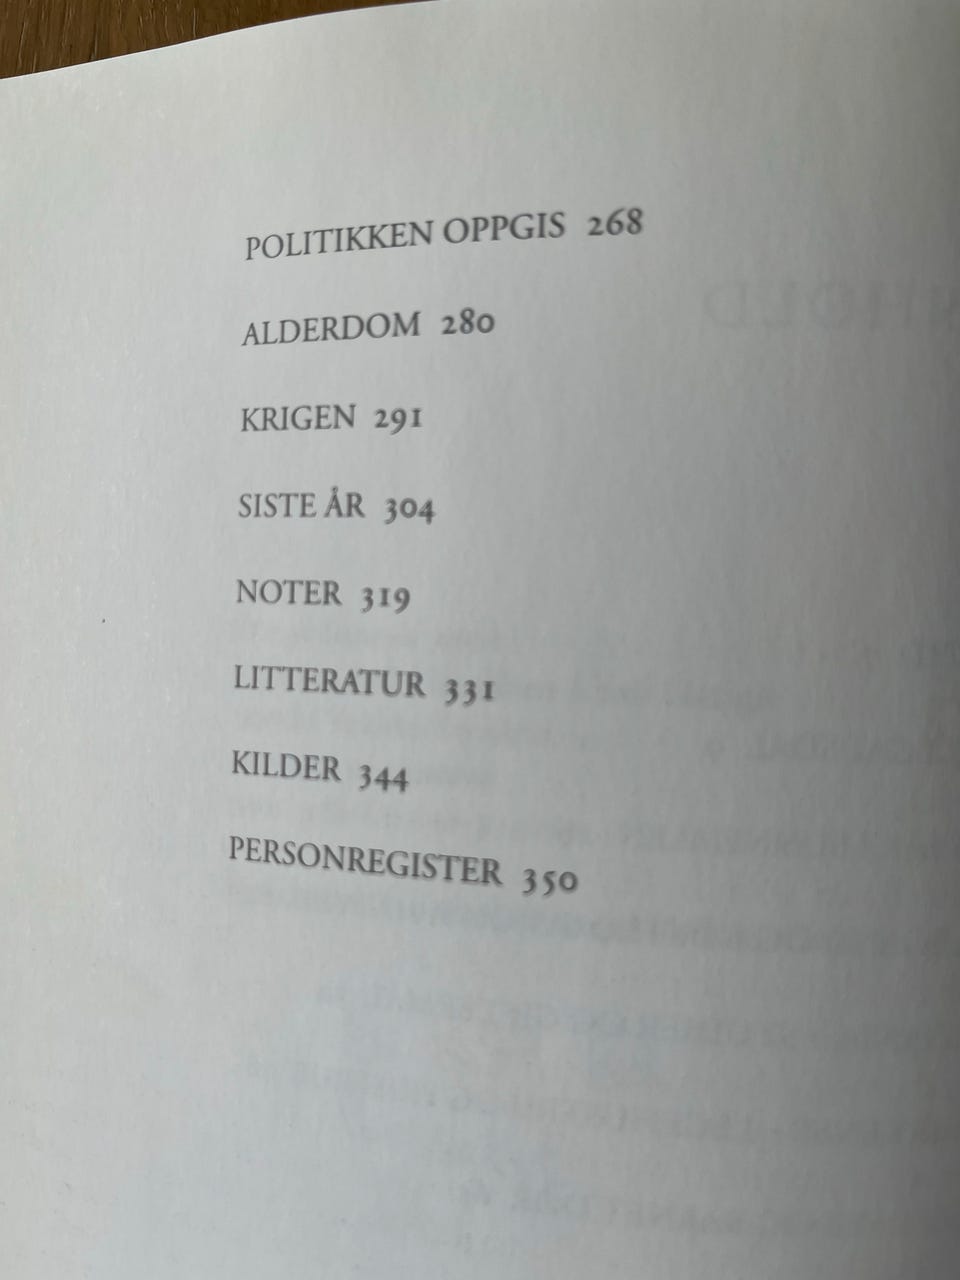 POLITIKKEN OPPGIS 268
ALDERDOM 280
KRIGEN 291
SISTE ÅR 304
NOTER 319
LITTERATUR 331
KILDER 344
PERSONREGISTER 350